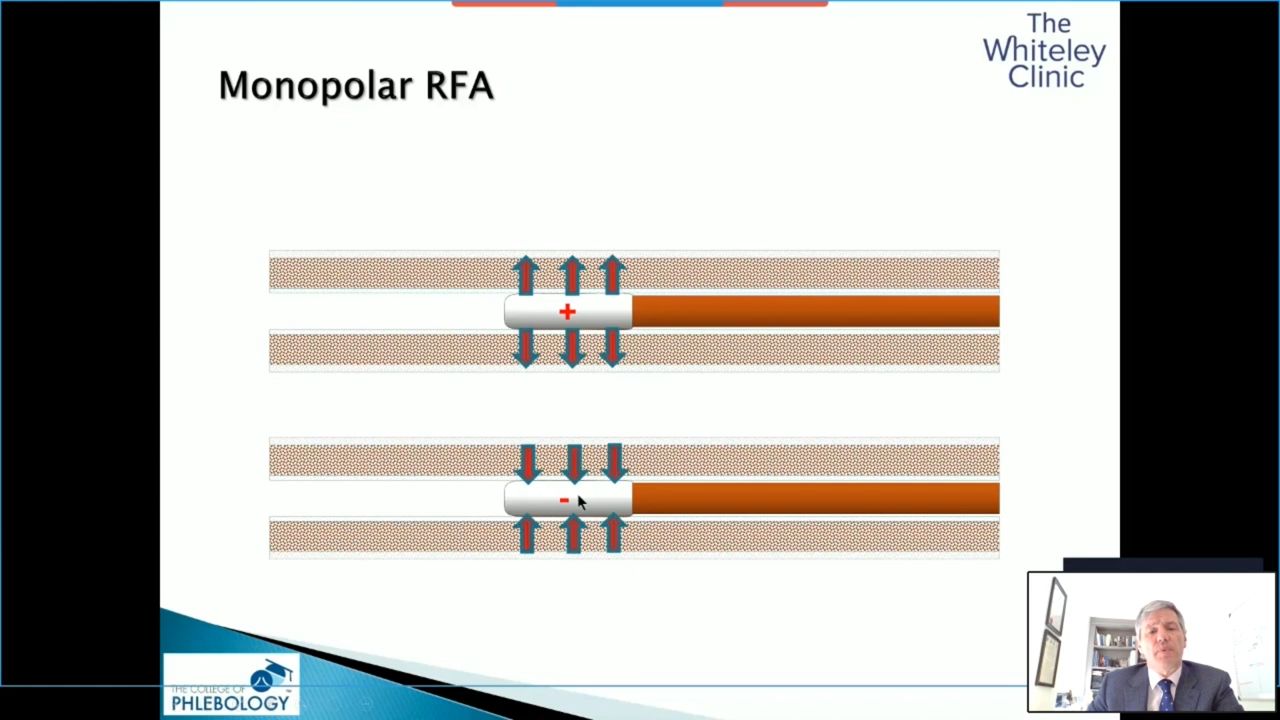 The
Whiteley
Clinic
Monopolar RFA
+
-
THE COLLEGE OF
PHLEBOLOGY